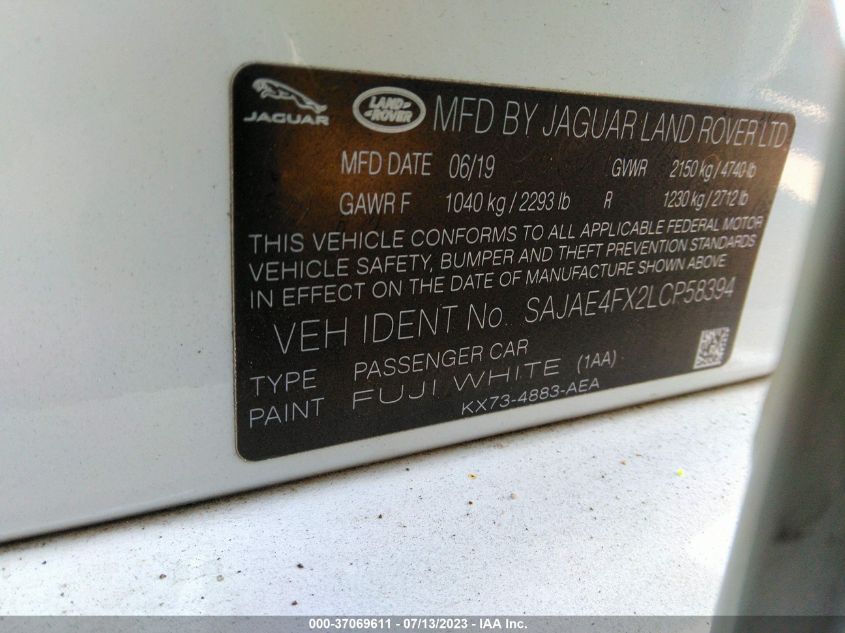 JAGUAR LAND ROVER MFD BY JAGUAR LAND ROVER LTD.
MFD DATE 06/19 GVWR 2150 kg / 4740 lb
GAWR F 1040 kg / 2293 lb R 1230 kg / 2712 lb
THIS VEHICLE CONFORMS TO ALL APPLICABLE FEDERAL MOTOR
VEHICLE SAFETY, BUMPER AND THEFT PREVENTION STANDARDS
IN EFFECT ON THE DATE OF MANUFACTURE SHOWN ABOVE
VEH IDENT No. SAJAE4FX2LCP58394
TYPE PASSENGER CAR
PAINT FUJI WHITE (1AA)
KX73-4883-AEA
000-37069611 - 07/13/2023 - IAA Inc.